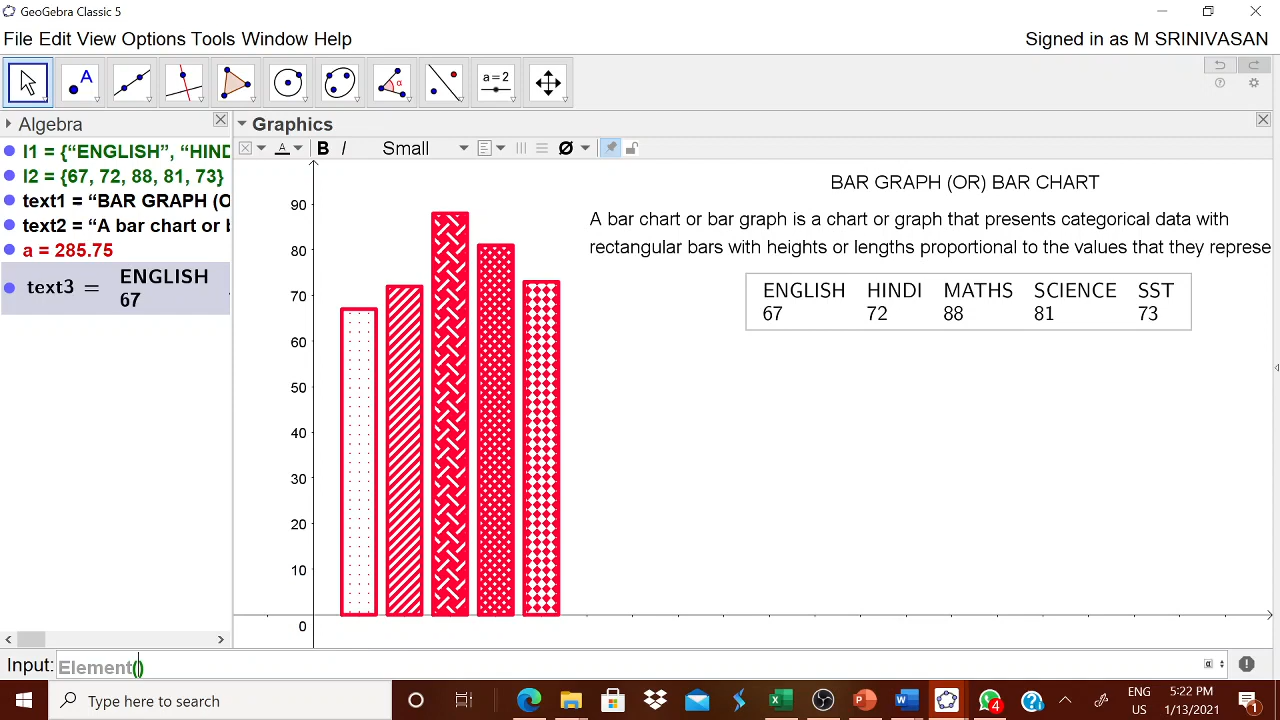 GeoGebra Classic 5
File Edit View Options Tools Window Help
Signed in as M SRINIVASAN
A
α
a=2
Algebra
Graphics
B I Small
l1 = {“ENGLISH”, “HIND
l2 = {67, 72, 88, 81, 73}
text1 = “BAR GRAPH (O
text2 = “A bar chart or b
a = 285.75
text3 = ENGLISH
67
BAR GRAPH (OR) BAR CHART
A bar chart or bar graph is a chart or graph that presents categorical data with
rectangular bars with heights or lengths proportional to the values that they represe
ENGLISH HINDI MATHS SCIENCE SST
67 72 88 81 73
90
80
70
60
50
40
30
20
10
0
Input: Element()
α
Type here to search
4
ENG
US
5:22 PM
1/13/2021
1